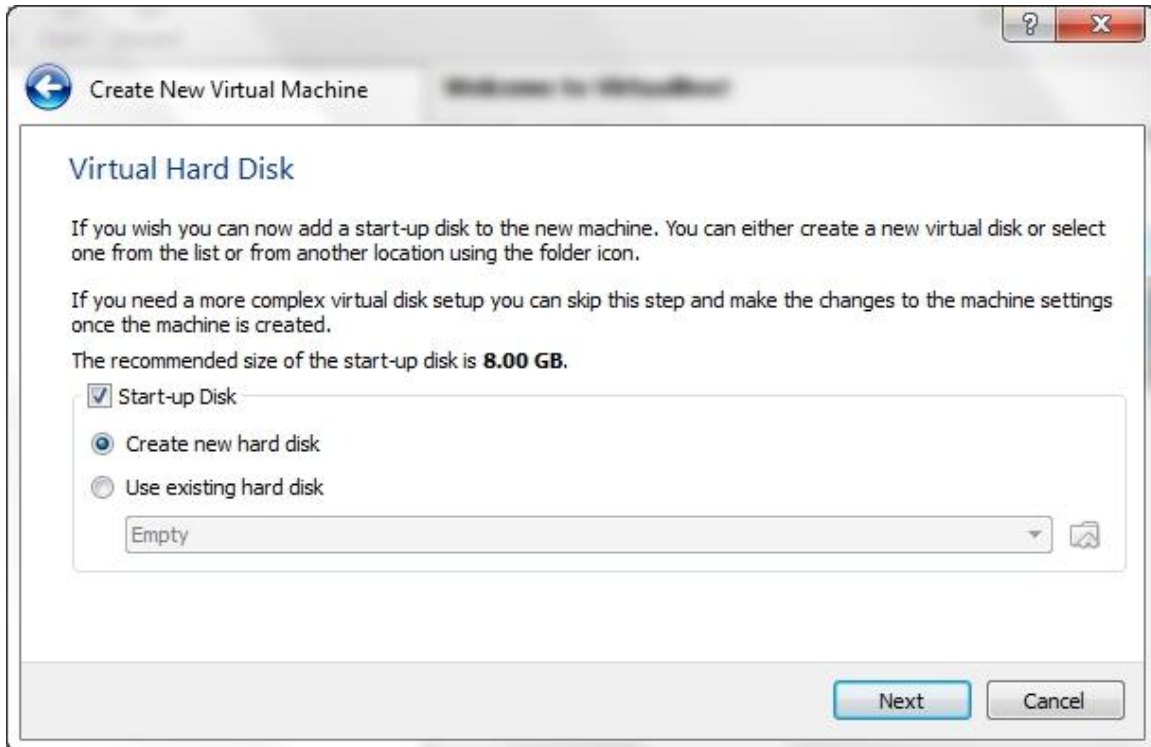 Create New Virtual Machine
Welcome to VirtualBox!
Virtual Hard Disk
If you wish you can now add a start-up disk to the new machine. You can either create a new virtual disk or select
one from the list or from another location using the folder icon.
If you need a more complex virtual disk setup you can skip this step and make the changes to the machine settings
once the machine is created.
The recommended size of the start-up disk is 8.00 GB.
Start-up Disk
Create new hard disk
Use existing hard disk
Empty
Next
Cancel